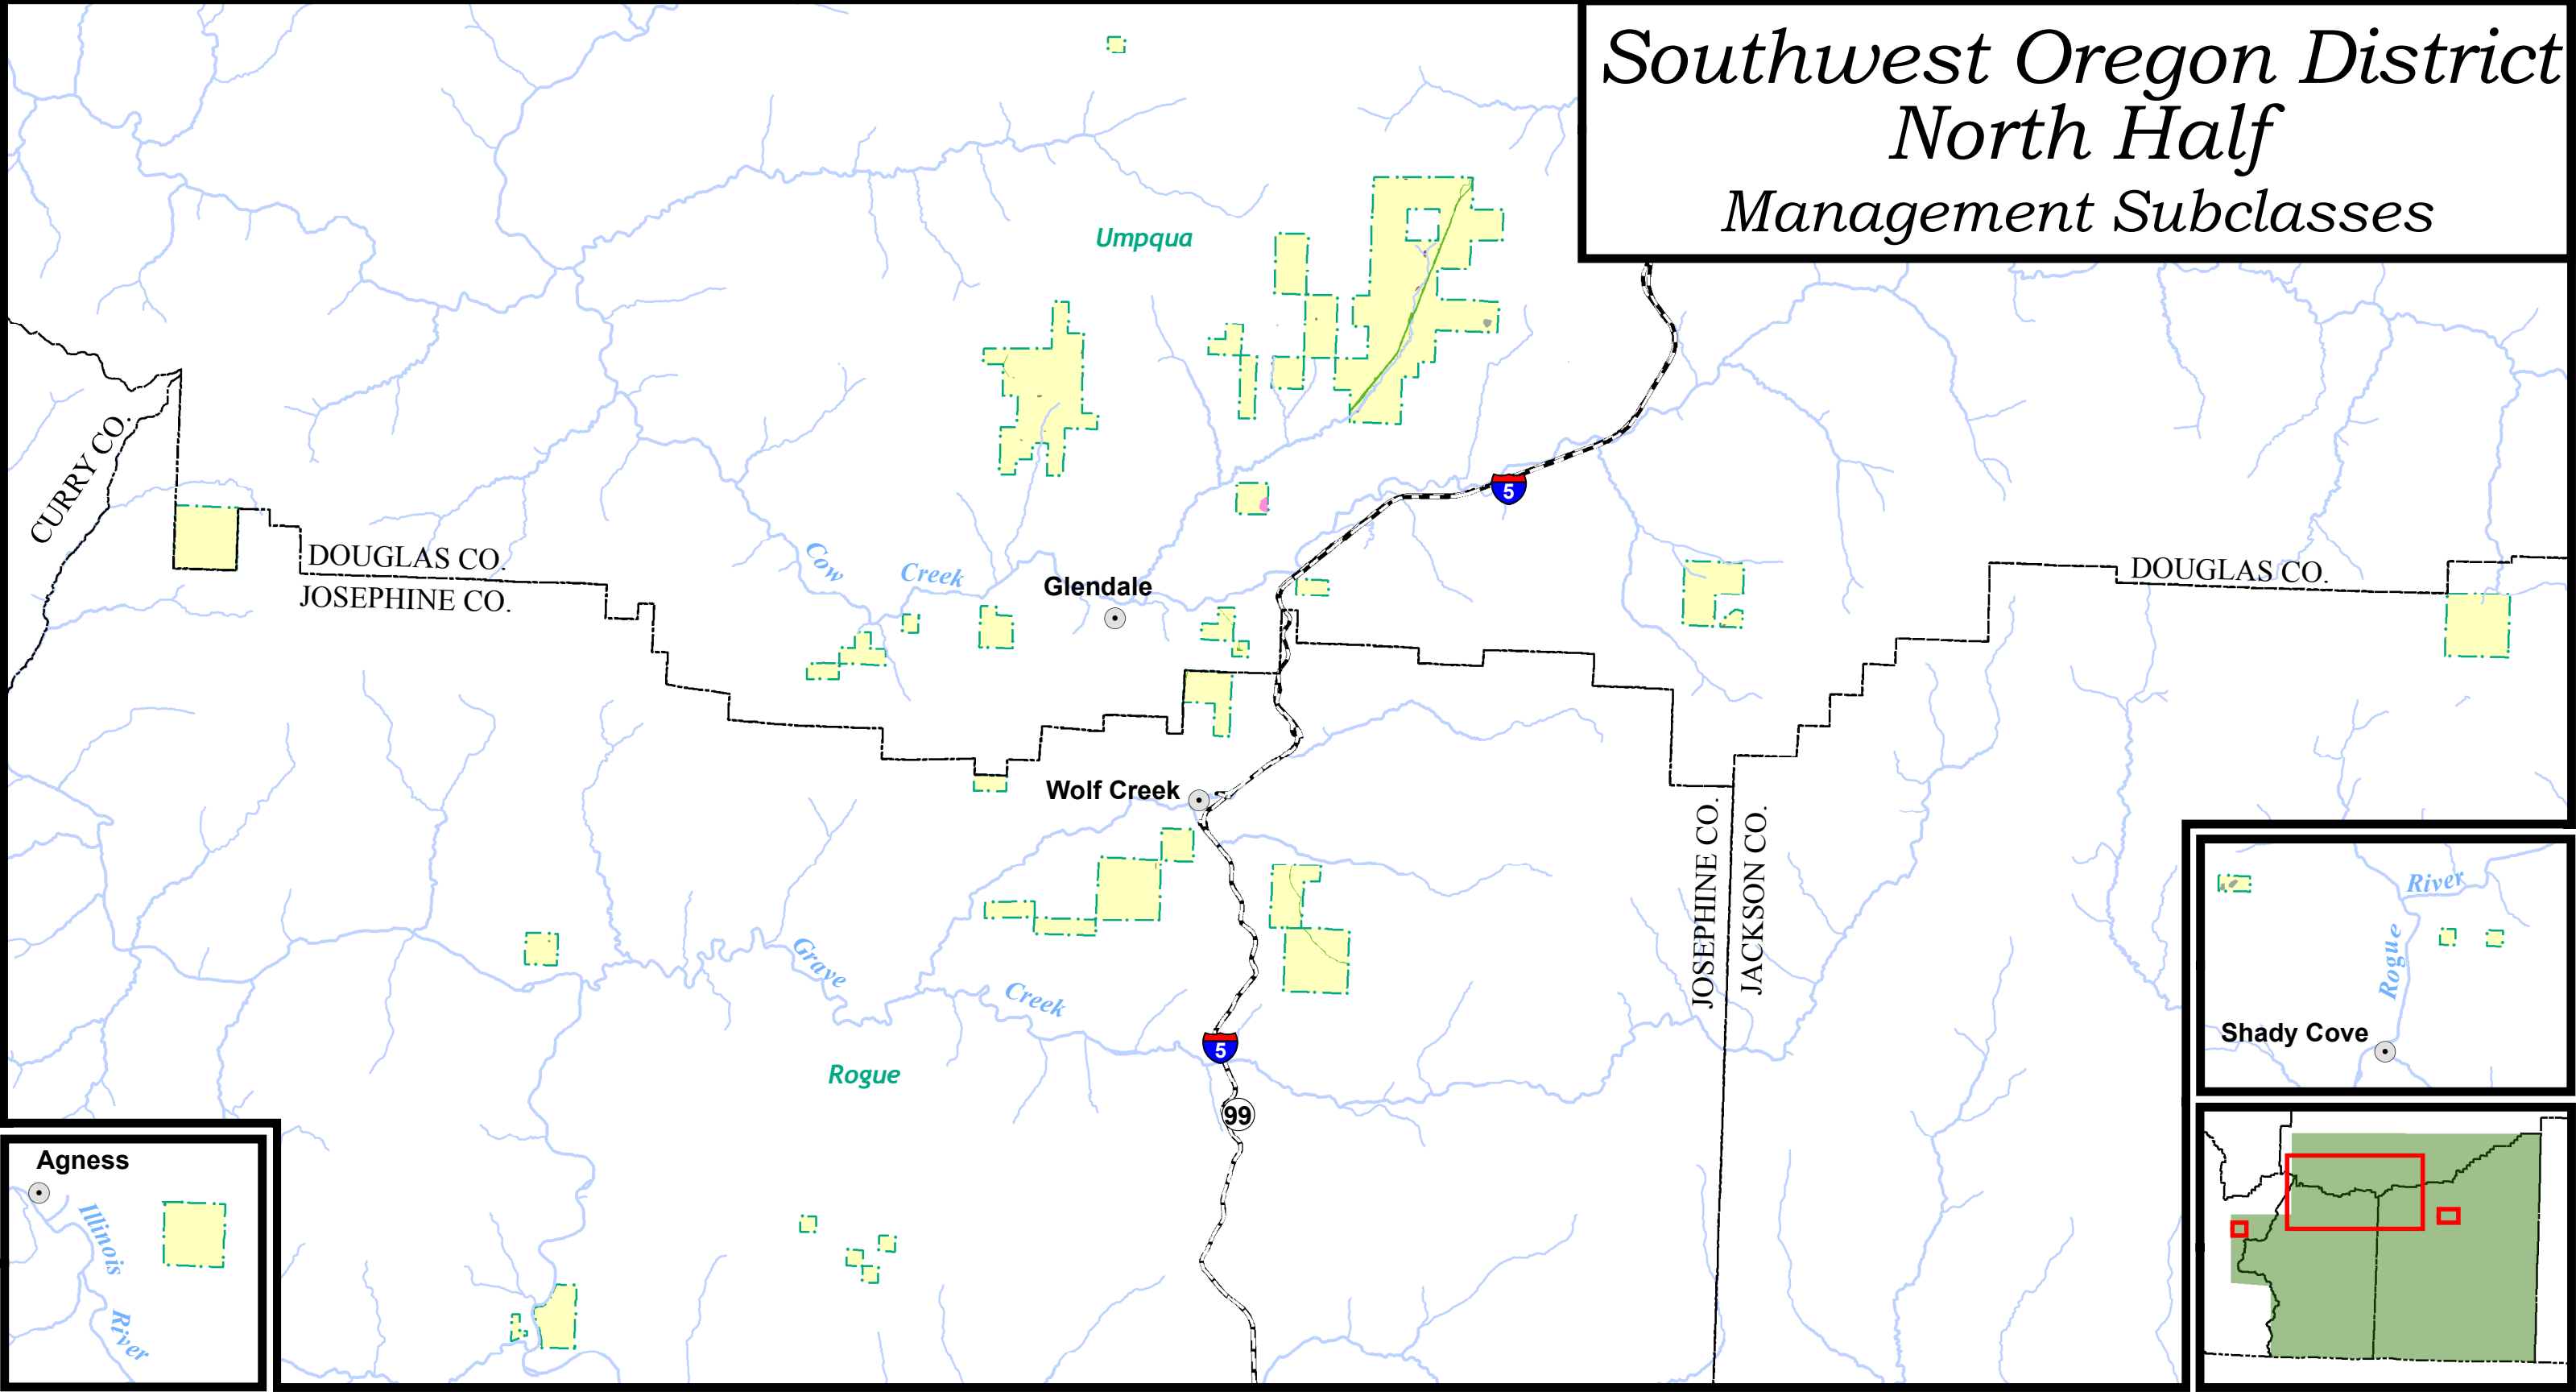 Southwest Oregon District
North Half
Management Subclasses
Umpqua
CURRY CO.
5
DOUGLAS CO.
JOSEPHINE CO.
Cow
Creek
Glendale
DOUGLAS CO.
Wolf Creek
JOSEPHINE CO.
JACKSON CO.
River
Rogue
Shady Cove
Grave
Creek
5
Rogue
99
Agness
Illinois
River